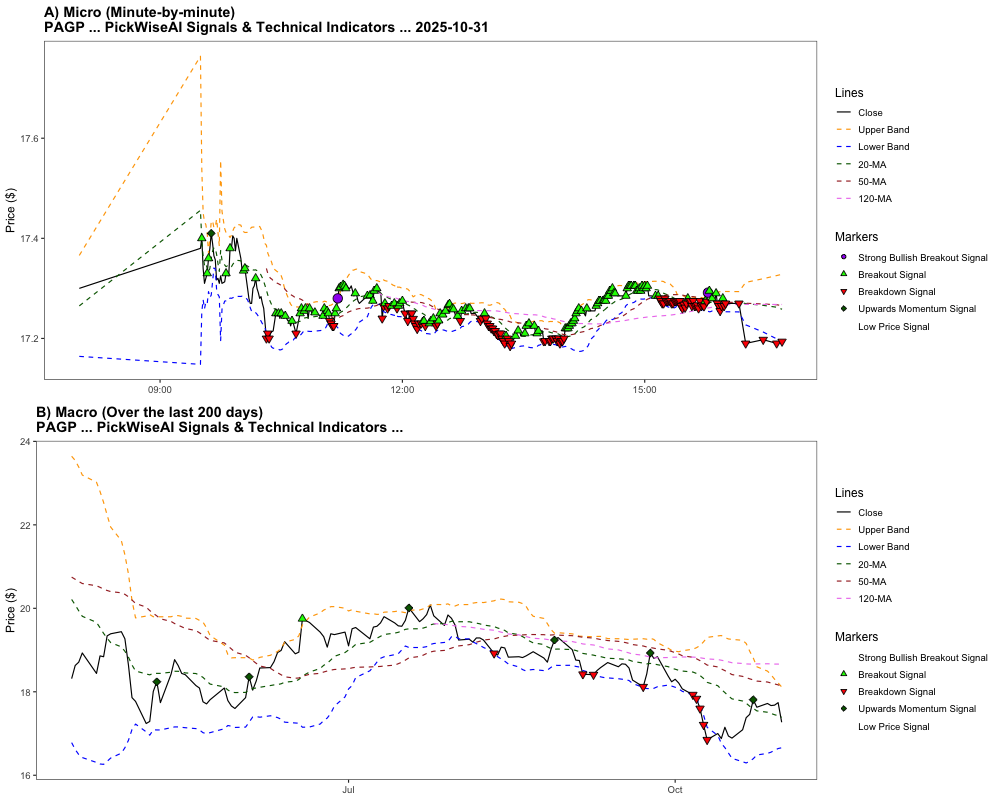 A) Micro (Minute-by-minute)
PAGP ... PickWiseAI Signals & Technical Indicators ... 2025-10-31
Price ($)
17.6
17.4
17.2
09:00
12:00
15:00
Lines
Close
Upper Band
Lower Band
20-MA
50-MA
120-MA
Markers
Strong Bullish Breakout Signal
Breakout Signal
Breakdown Signal
Upwards Momentum Signal
Low Price Signal
B) Macro (Over the last 200 days)
PAGP ... PickWiseAI Signals & Technical Indicators ...
Price ($)
24
22
20
18
16
Jul
Oct
Lines
Close
Upper Band
Lower Band
20-MA
50-MA
120-MA
Markers
Strong Bullish Breakout Signal
Breakout Signal
Breakdown Signal
Upwards Momentum Signal
Low Price Signal